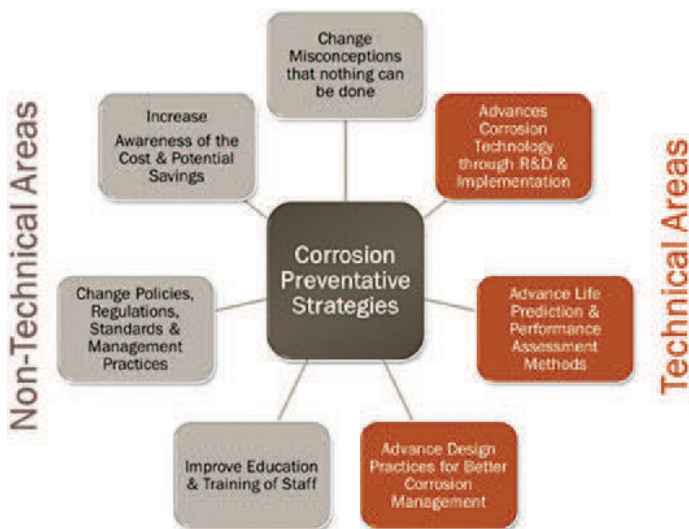 Non-Technical Areas
Change
Misconceptions
that nothing can
be done
Increase
Awareness of the
Cost & Potential
Savings
Advances
Corrosion
Technology
through R&D &
Implementation
Corrosion
Preventative
Strategies
Change Policies,
Regulations,
Standards &
Management
Practices
Advance Life
Prediction &
Performance
Assessment
Methods
Improve Education
& Training of Staff
Advance Design
Practices for Better
Corrosion
Management
Technical Areas